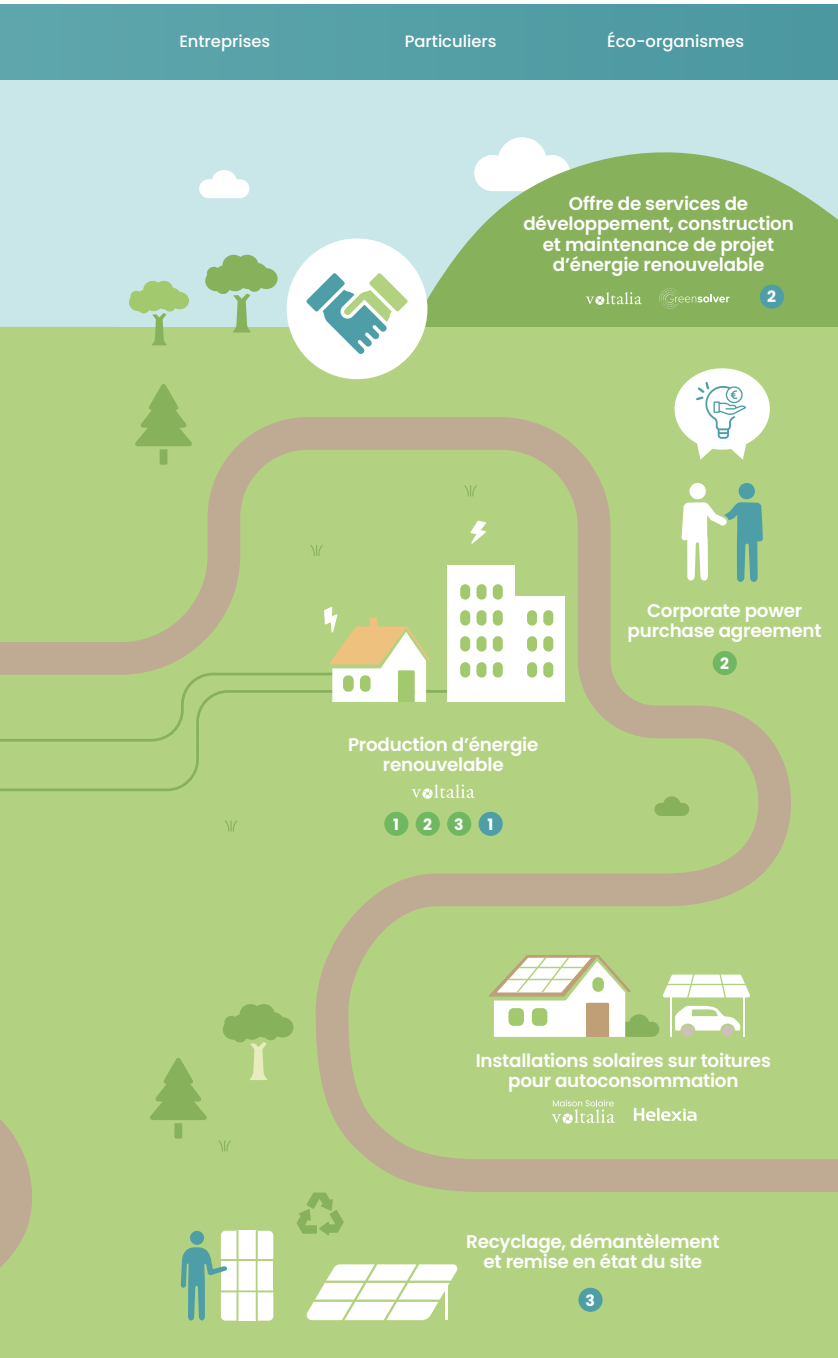 Entreprises
Particuliers
Éco-organismes
Offre de services de
développement, construction
et maintenance de projet
d'énergie renouvelable
voltalia
Greensolver
2
€
Corporate power
purchase agreement
2
Production d'énergie
renouvelable
voltalia
1 2 3 1
Installations solaires sur toitures
pour autoconsommation
Maison Solaire
voltalia
Helexia
Recyclage, démantèlement
et remise en état du site
3